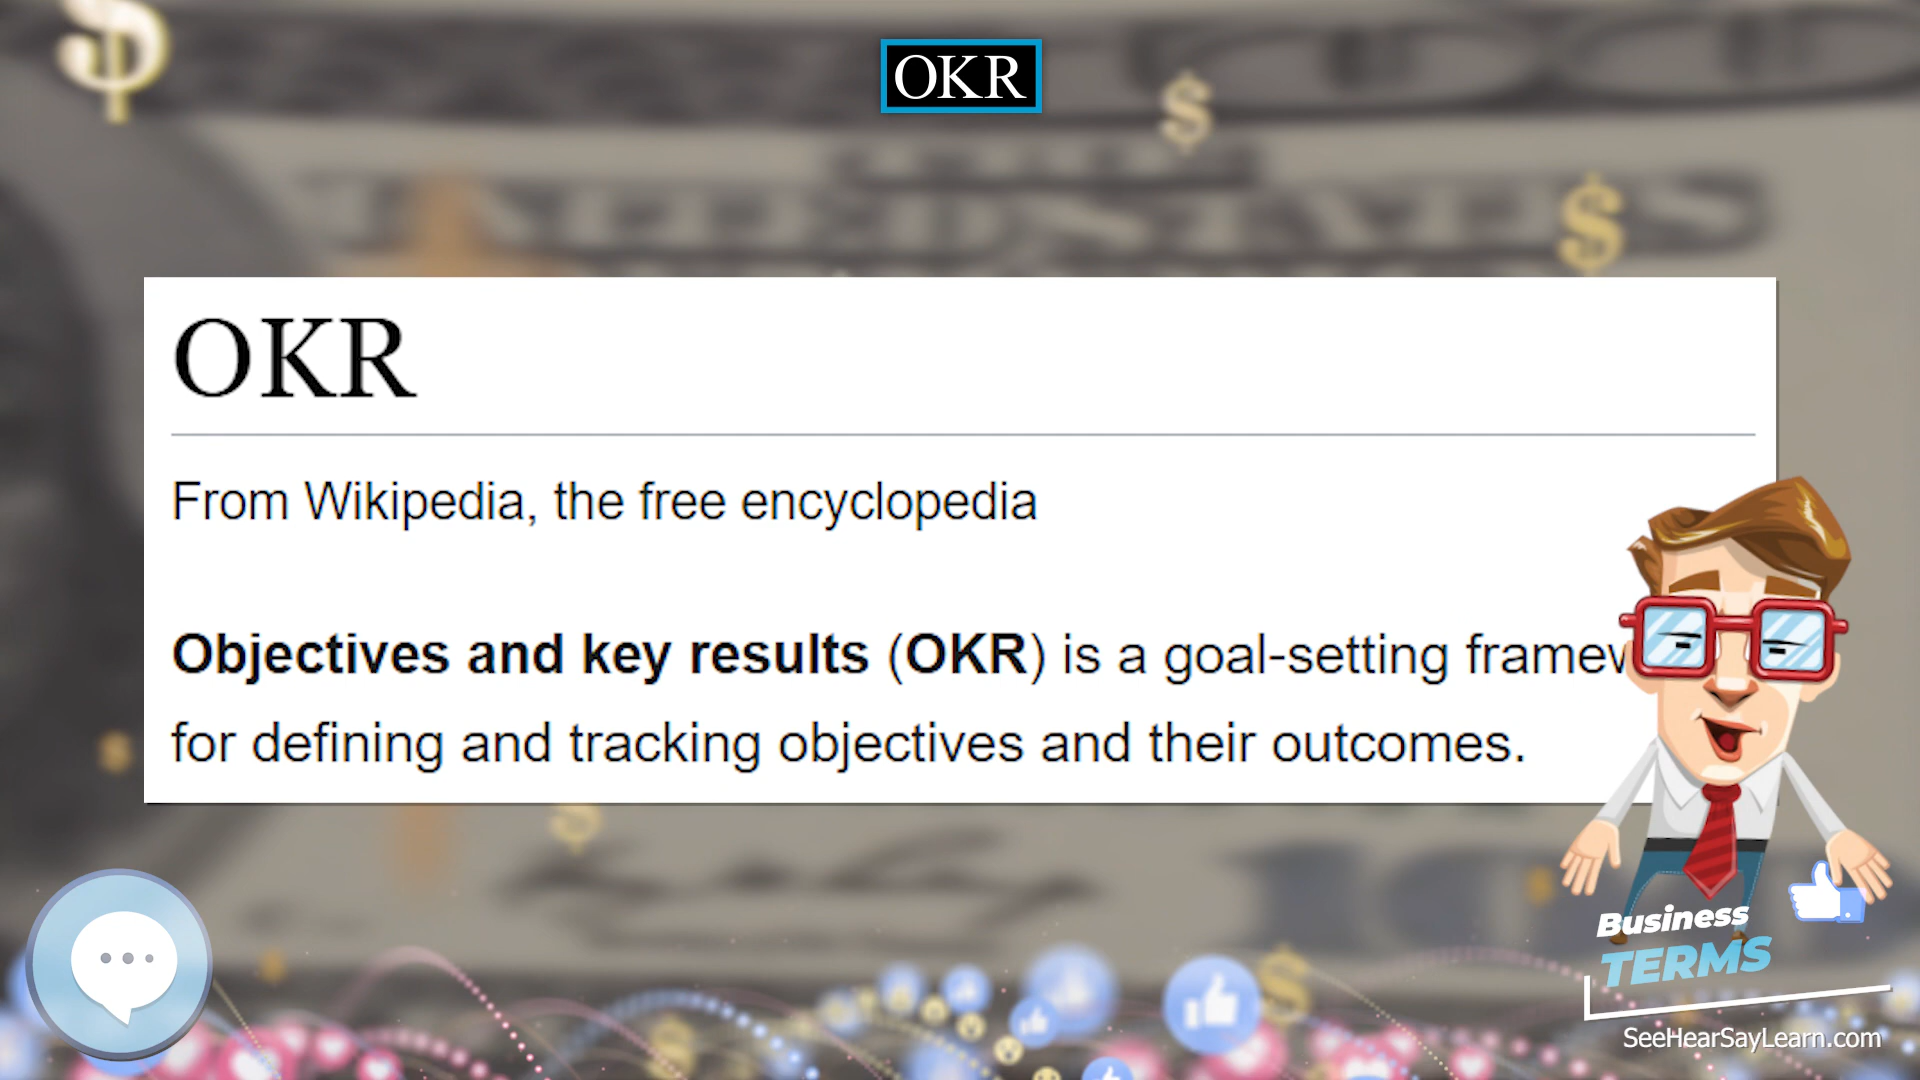 OKR
OKR
From Wikipedia, the free encyclopedia
Objectives and key results (OKR) is a goal-setting
for defining and tracking objectives and their outcomes.
Business
TERMS
SeeHearSayLearn.com